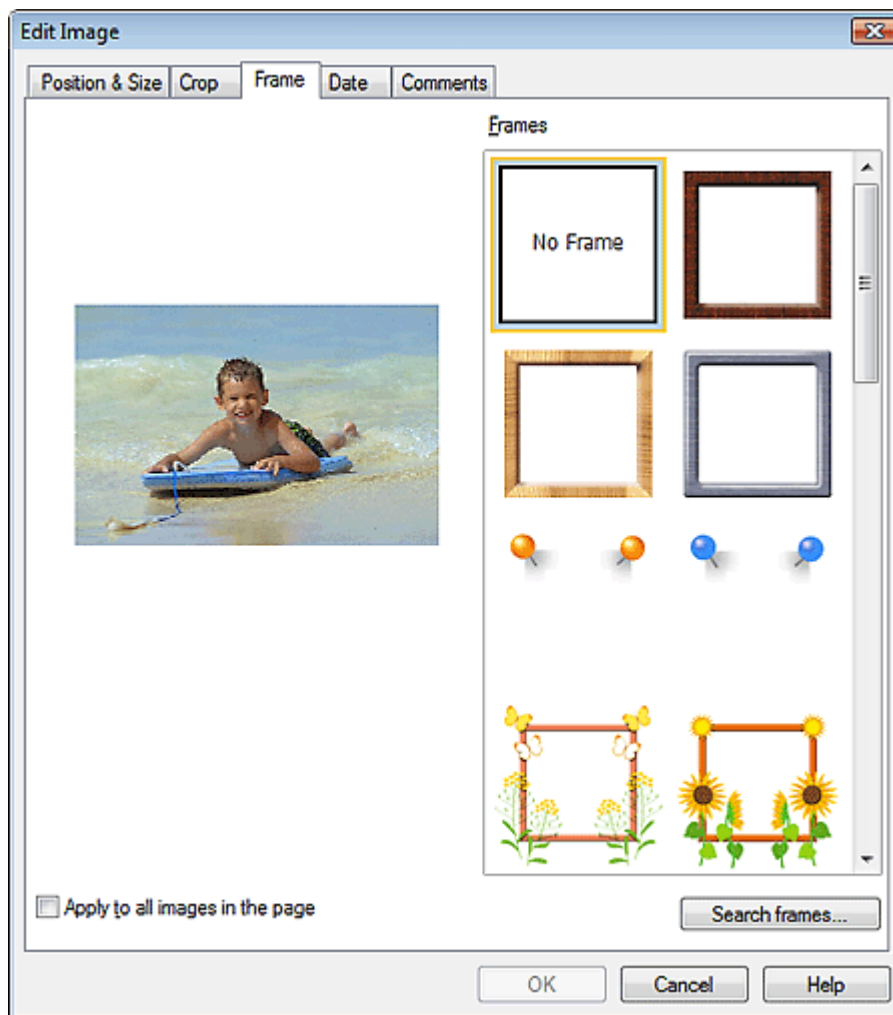 Edit Image
Position & Size Crop Frame Date Comments
Frames
No Frame
Apply to all images in the page
Search frames...
OK Cancel Help